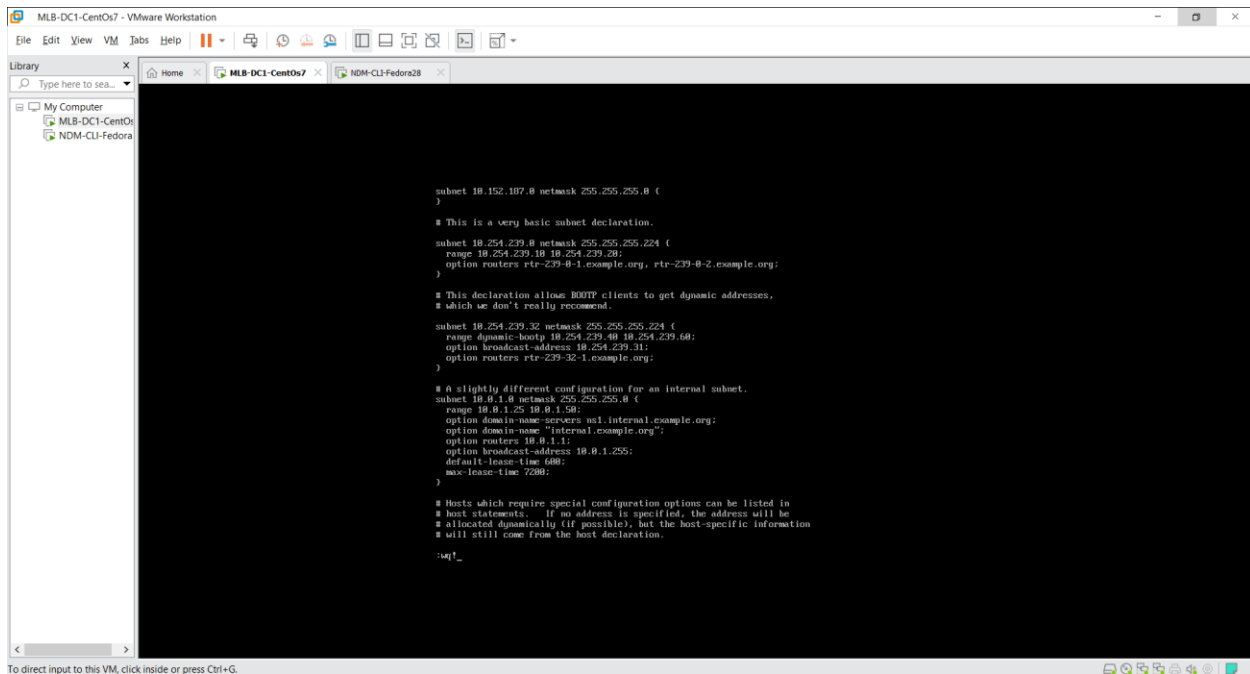 MLB-DC1-CentOs7 - VMware Workstation
File Edit View VM Tabs Help
Library
Type here to sea...
My Computer
MLB-DC1-CentOs
NDM-CLI-Fedora
Home
MLB-DC1-CentOs7
NDM-CLI-Fedora28
subnet 10.152.187.0 netmask 255.255.255.0 {
}
# This is a very basic subnet declaration.
subnet 10.254.239.0 netmask 255.255.255.224 {
range 10.254.239.10 10.254.239.20;
option routers rtr-239-0-1.example.org, rtr-239-0-2.example.org;
}
# This declaration allows BOOTP clients to get dynamic addresses,
# which we don't really recommend.
subnet 10.254.239.32 netmask 255.255.255.224 {
range dynamic-bootp 10.254.239.40 10.254.239.60;
option broadcast-address 10.254.239.31;
option routers rtr-239-32-1.example.org;
}
# A slightly different configuration for an internal subnet.
subnet 10.0.1.0 netmask 255.255.255.0 {
range 10.0.1.25 10.0.1.50;
option domain-name-servers ns1.internal.example.org;
option domain-name "internal.example.org";
option routers 10.0.1.1;
option broadcast-address 10.0.1.255;
default-lease-time 600;
max-lease-time 7200;
}
# Hosts which require special configuration options can be listed in
# host statements. If no address is specified, the address will be
# allocated dynamically (if possible), but the host-specific information
# will still come from the host declaration.
:wq!_
To direct input to this VM, click inside or press Ctrl+G.